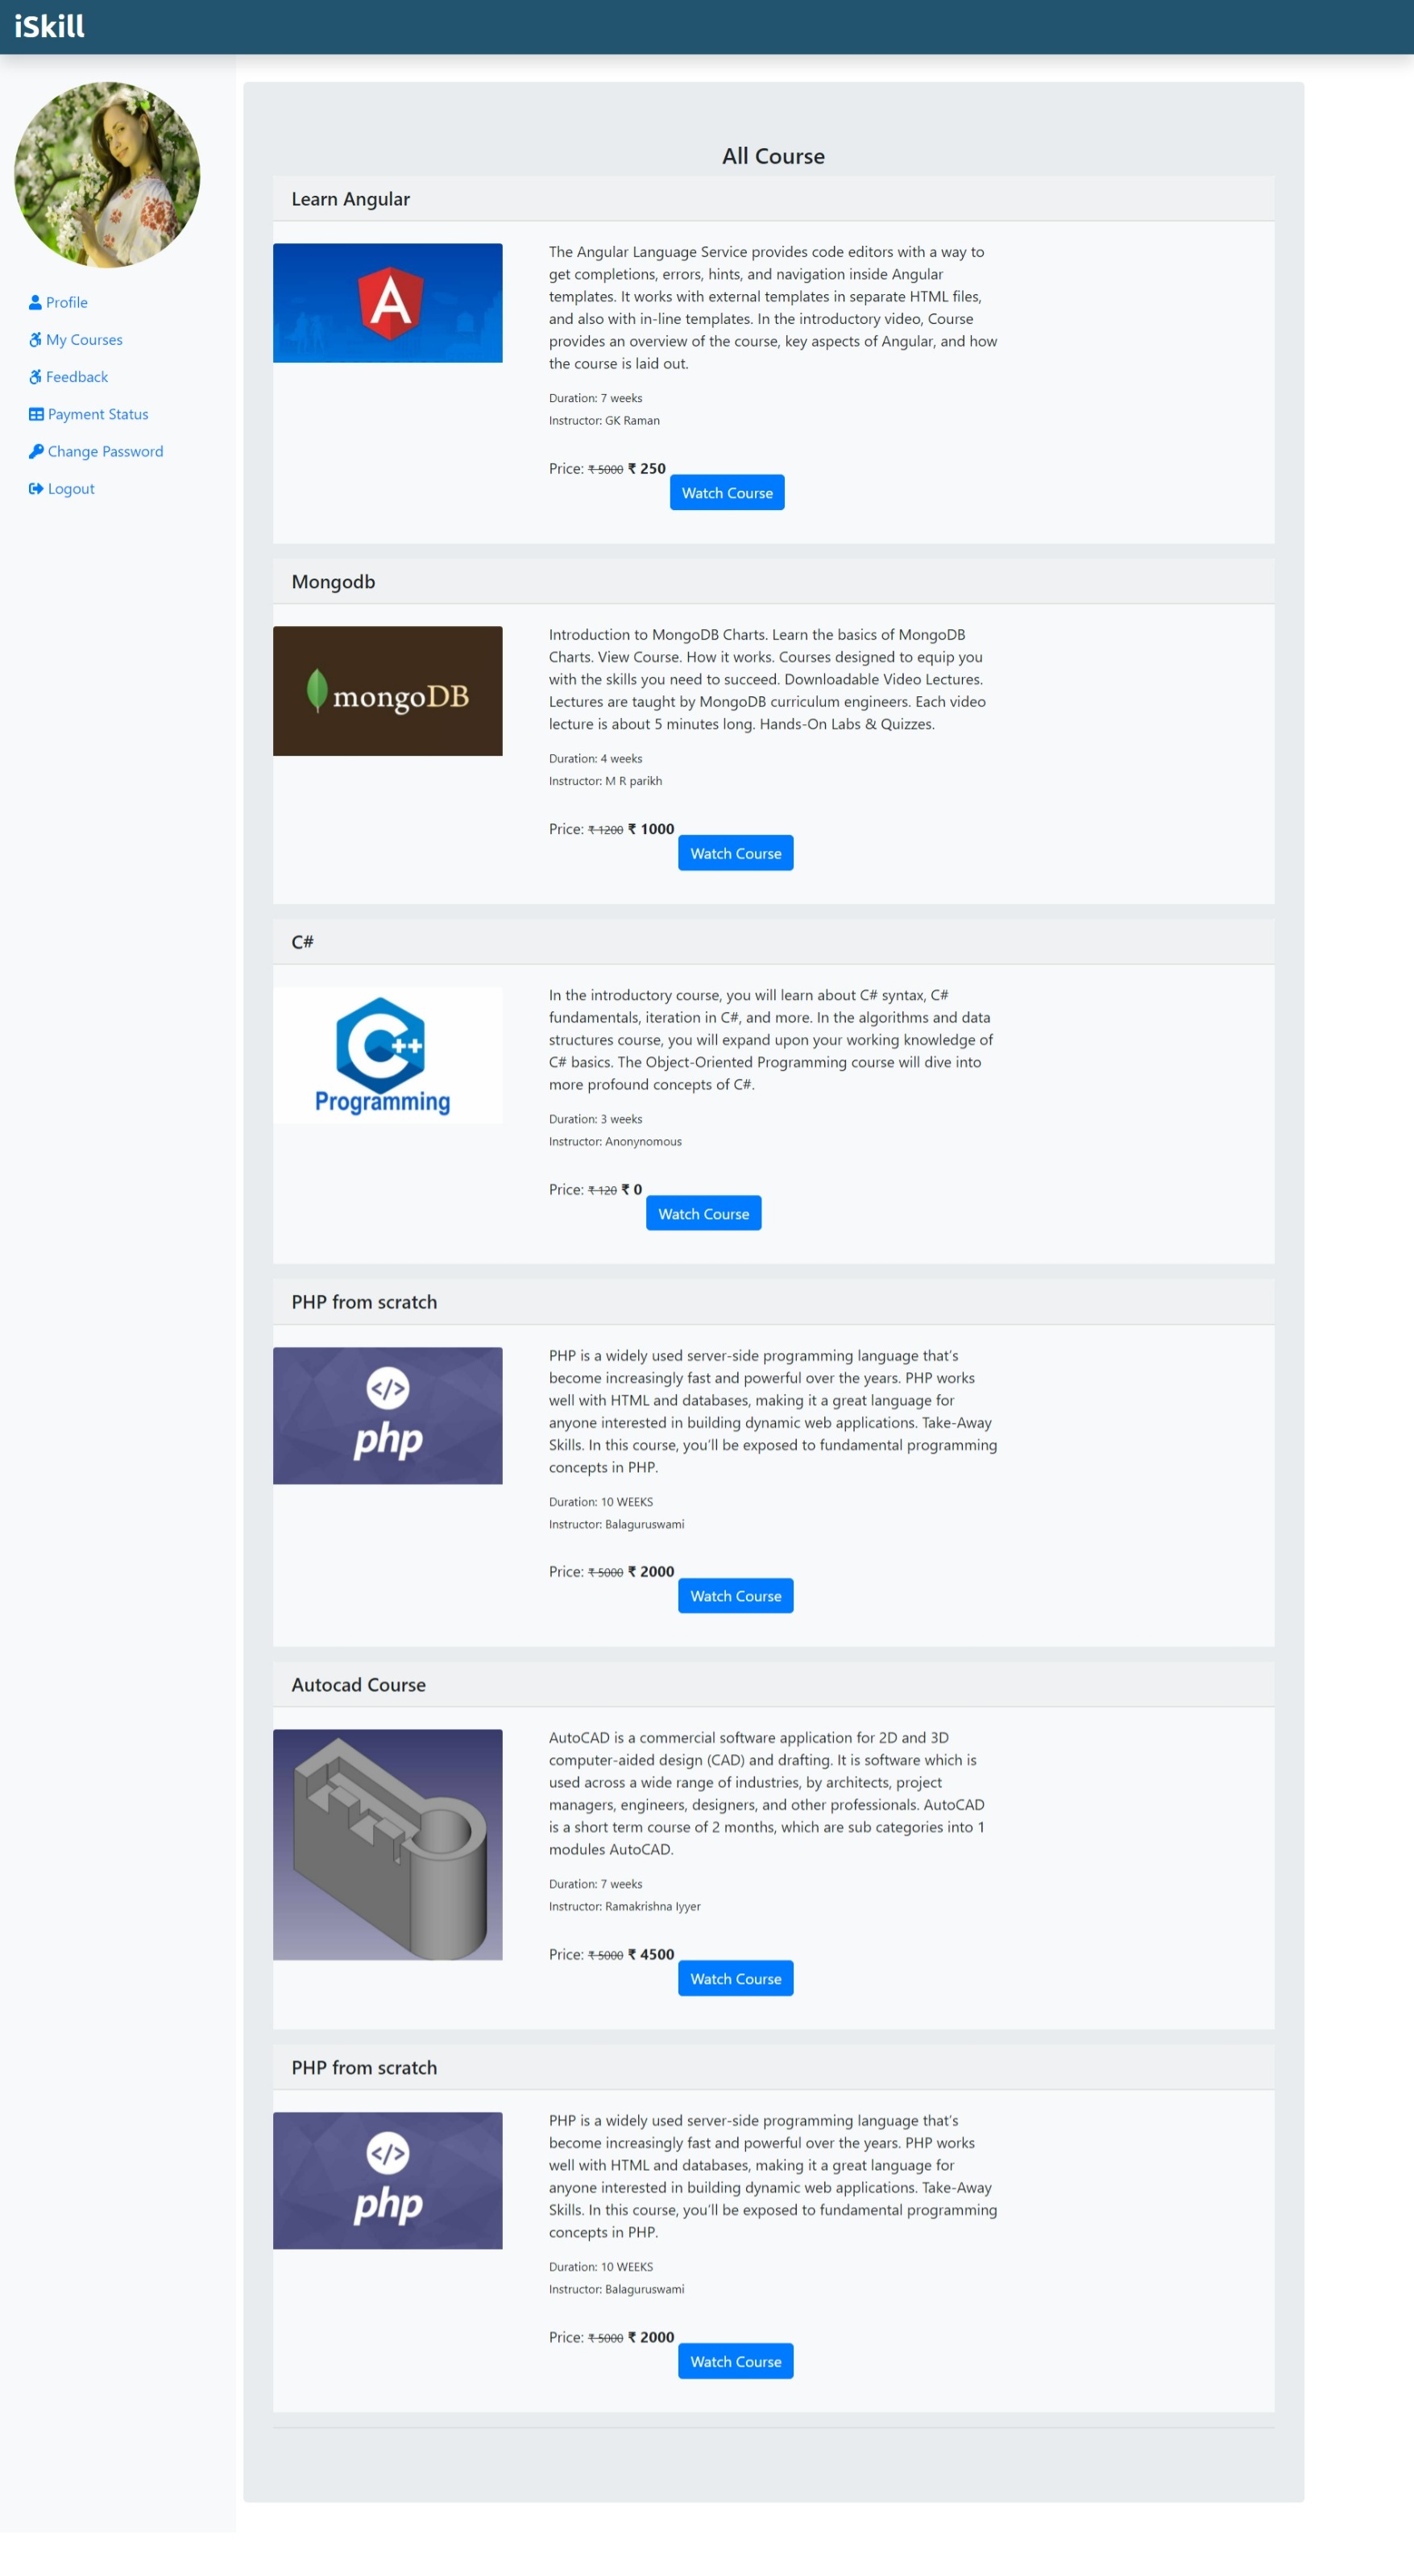 iSkill
Profile
My Courses
Feedback
Payment Status
Change Password
Logout
All Course
Learn Angular
A
The Angular Language Service provides code editors with a way to
get completions, errors, hints, and navigation inside Angular
templates. It works with external templates in separate HTML files,
and also with in-line templates. In the introductory video, Course
provides an overview of the course, key aspects of Angular, and how
the course is laid out.
Duration: 7 weeks
Instructor: GK Raman
Price: ₹ 5000 ₹ 250
Watch Course
Mongodb
mongoDB
Introduction to MongoDB Charts. Learn the basics of MongoDB
Charts. View Course. How it works. Courses designed to equip you
with the skills you need to succeed. Downloadable Video Lectures.
Lectures are taught by MongoDB curriculum engineers. Each video
lecture is about 5 minutes long. Hands-On Labs & Quizzes.
Duration: 4 weeks
Instructor: M R parikh
Price: ₹ 1200 ₹ 1000
Watch Course
C#
C++
Programming
In the introductory course, you will learn about C# syntax, C#
fundamentals, iteration in C#, and more. In the algorithms and data
structures course, you will expand upon your working knowledge of
C# basics. The Object-Oriented Programming course will dive into
more profound concepts of C#.
Duration: 3 weeks
Instructor: Anonynomous
Price: ₹ 120 ₹ 0
Watch Course
PHP from scratch
</>
php
PHP is a widely used server-side programming language that's
become increasingly fast and powerful over the years. PHP works
well with HTML and databases, making it a great language for
anyone interested in building dynamic web applications. Take-Away
Skills. In this course, you'll be exposed to fundamental programming
concepts in PHP.
Duration: 10 WEEKS
Instructor: Balaguruswami
Price: ₹ 5000 ₹ 2000
Watch Course
Autocad Course
AutoCAD is a commercial software application for 2D and 3D
computer-aided design (CAD) and drafting. It is software which is
used across a wide range of industries, by architects, project
managers, engineers, designers, and other professionals. AutoCAD
is a short term course of 2 months, which are sub categories into 1
modules AutoCAD.
Duration: 7 weeks
Instructor: Ramakrishna Iyyer
Price: ₹ 5000 ₹ 4500
Watch Course
PHP from scratch
</>
php
PHP is a widely used server-side programming language that's
become increasingly fast and powerful over the years. PHP works
well with HTML and databases, making it a great language for
anyone interested in building dynamic web applications. Take-Away
Skills. In this course, you'll be exposed to fundamental programming
concepts in PHP.
Duration: 10 WEEKS
Instructor: Balaguruswami
Price: ₹ 5000 ₹ 2000
Watch Course